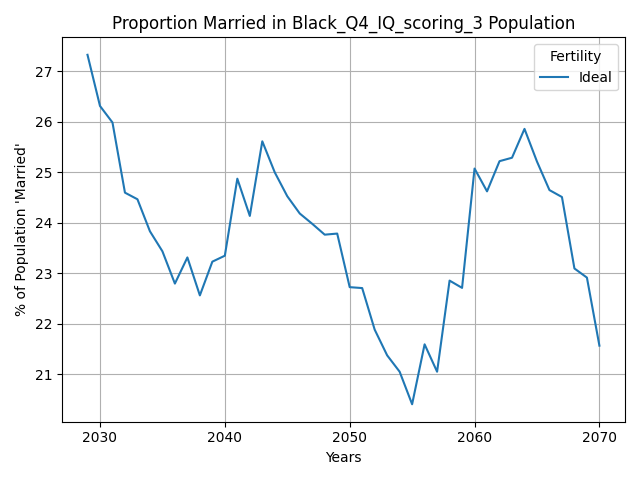 Proportion Married in Black_Q4_IQ_scoring_3 Population
Fertility
Ideal
27
26
25
24
23
22
21
% of Population 'Married'
2030 2040 2050 2060 2070
Years